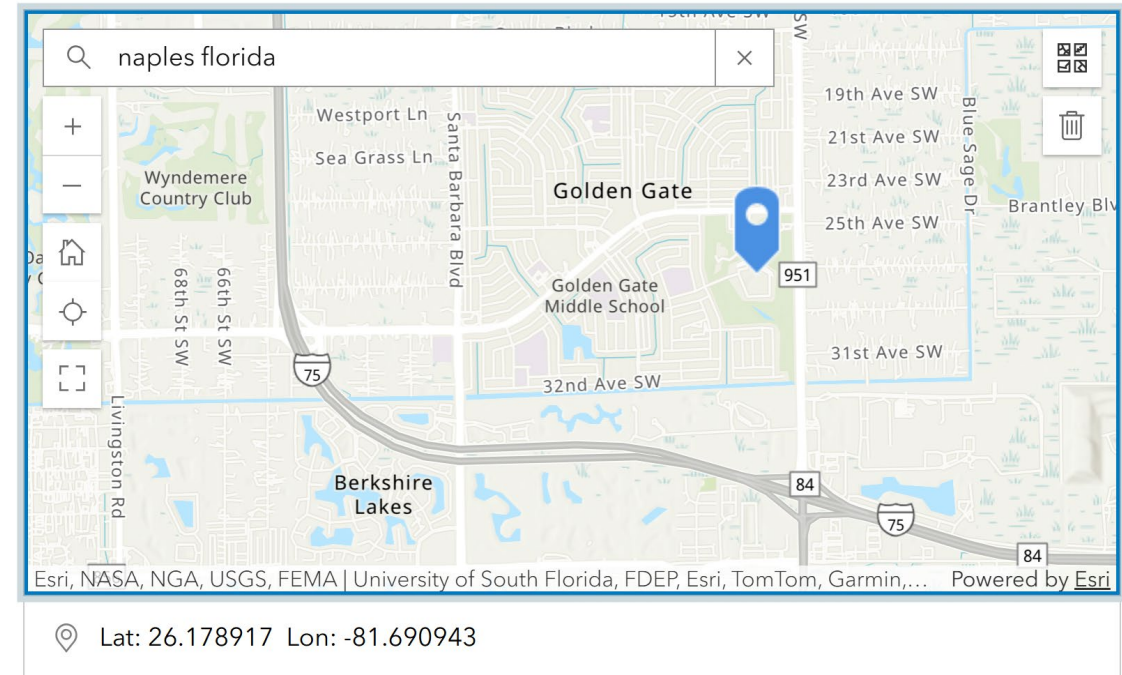 naples florida
SW
19th Ave SW
Westport Ln
Santa Barbara Blvd
Blue Sage Dr
21st Ave SW
Sea Grass Ln
Wyndemere
Country Club
Golden Gate
23rd Ave SW
Brantley Blv
25th Ave SW
68th St SW
66th St SW
Golden Gate
Middle School
951
31st Ave SW
75
32nd Ave SW
Livingston Rd
Berkshire
Lakes
84
75
84
Esri, NASA, NGA, USGS, FEMA | University of South Florida, FDEP, Esri, TomTom, Garmin,... Powered by Esri
Lat: 26.178917 Lon: -81.690943